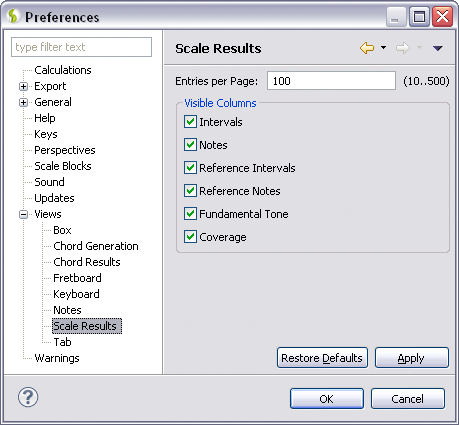 Preferences
type filter text
Calculations
Export
General
Help
Keys
Perspectives
Scale Blocks
Sound
Updates
Views
Box
Chord Generation
Chord Results
Fretboard
Keyboard
Notes
Scale Results
Tab
Warnings
Scale Results
Entries per Page: 100 (10..500)
Visible Columns
Intervals
Notes
Reference Intervals
Reference Notes
Fundamental Tone
Coverage
Restore Defaults Apply
? OK Cancel